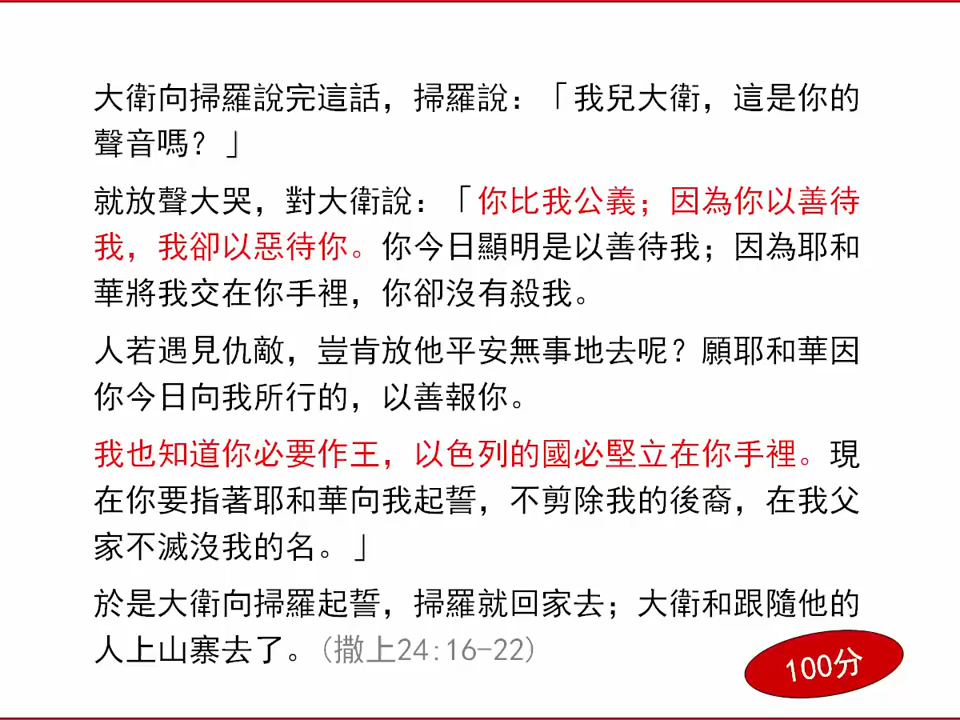 大衛向掃羅說完這話，掃羅說：「我兒大衛，這是你的
聲音嗎？」
就放聲大哭，對大衛說：「你比我公義；因為你以善待
我，我卻以惡待你。你今日顯明是以善待我；因為耶和
華將我交在你手裡，你卻沒有殺我。
人若遇見仇敵，豈肯放他平安無事地去呢？願耶和華因
你今日向我所行的，以善報你。
我也知道你必要作王，以色列的國必堅立在你手裡。現
在你要指著耶和華向我起誓，不剪除我的後裔，在我父
家不滅沒我的名。」
於是大衛向掃羅起誓，掃羅就回家去；大衛和跟隨他的
人上山寨去了。(撒上24:16-22)
100分